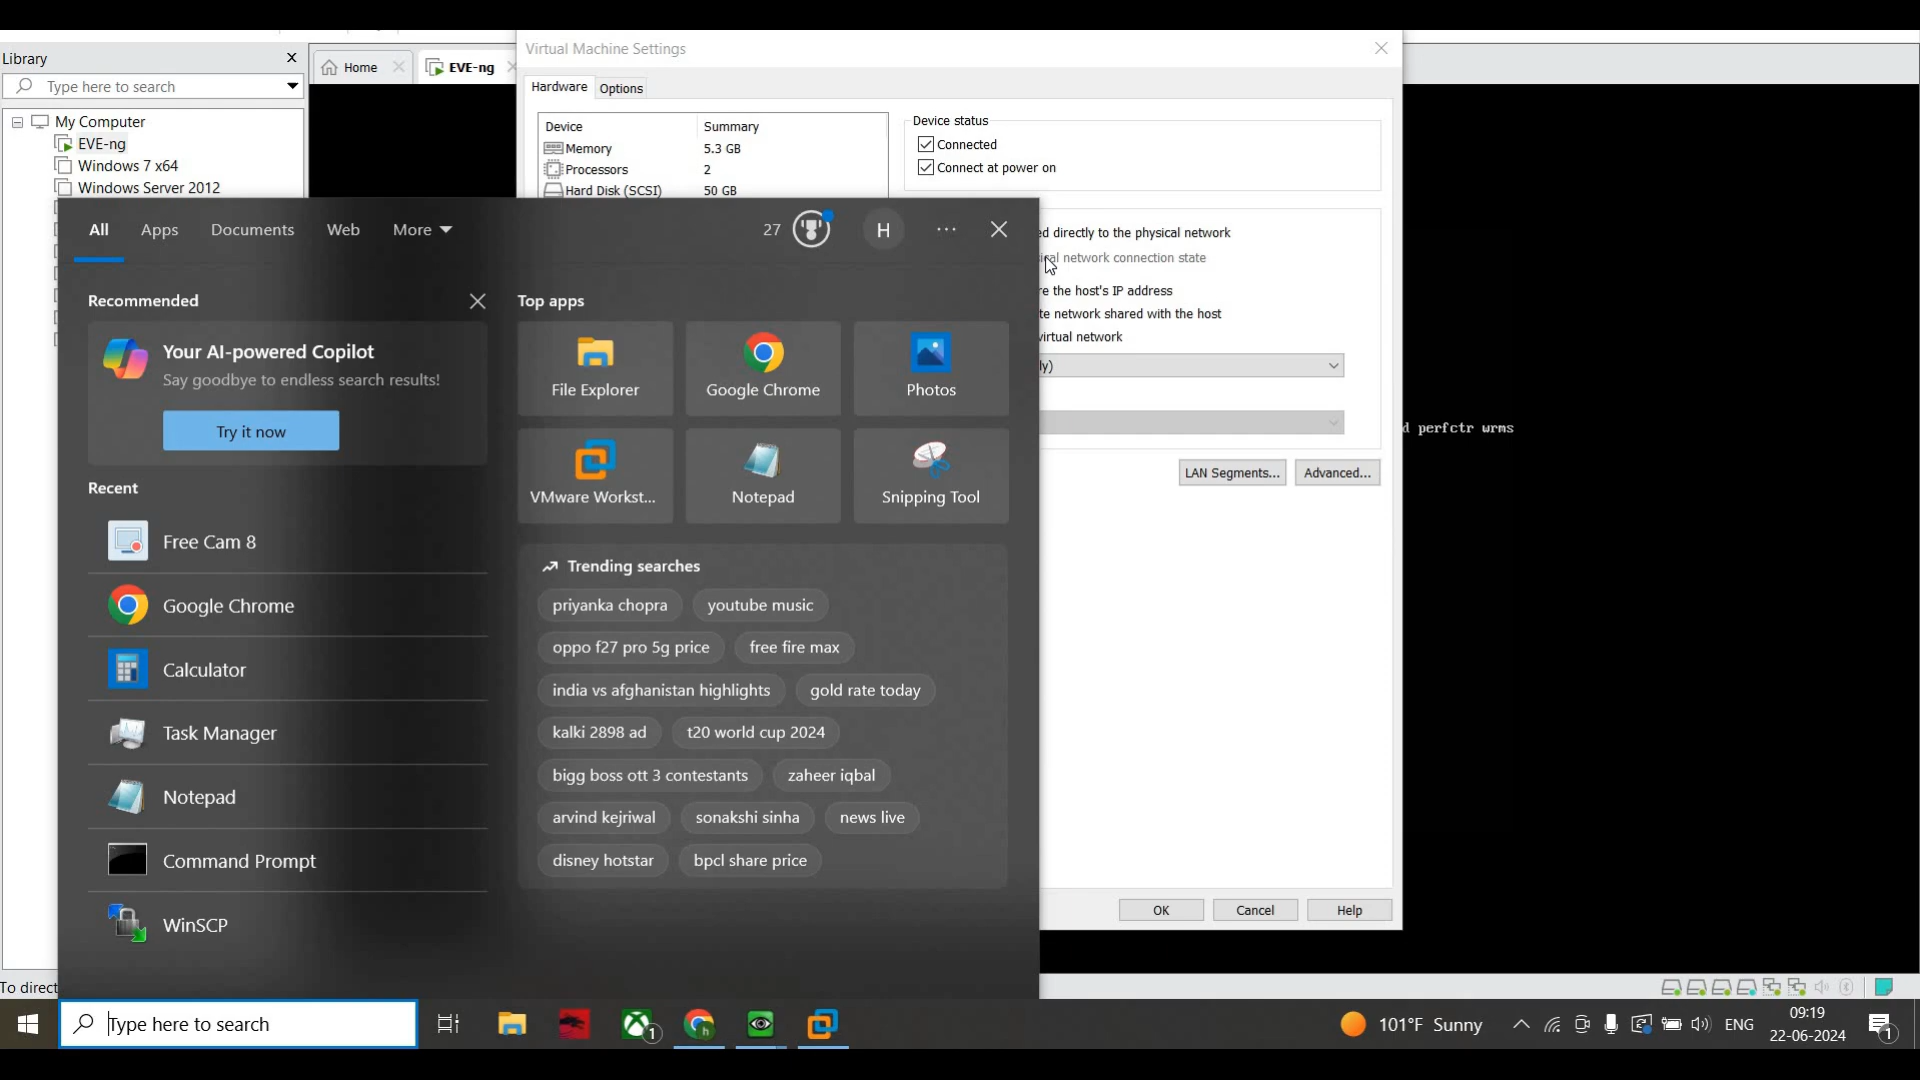 Library
Type here to search
My Computer
EVE-ng
Windows 7 x64
Windows Server 2012
Home
EVE-ng
Virtual Machine Settings
Hardware
Options
Device Summary
Memory 5.3 GB
Processors 2
Hard Disk (SCSI) 50 GB
Device status
Connected
Connect at power on
ed directly to the physical network
ical network connection state
re the host's IP address
te network shared with the host
virtual network
ly)
LAN Segments...
Advanced...
OK
Cancel
Help
d perfctr wrms
All
Apps
Documents
Web
More
27
H
Recommended
Your AI-powered Copilot
Say goodbye to endless search results!
Try it now
Recent
Free Cam 8
Google Chrome
Calculator
Task Manager
Notepad
Command Prompt
WinSCP
Top apps
File Explorer
Google Chrome
Photos
VMware Workst...
Notepad
Snipping Tool
Trending searches
priyanka chopra
youtube music
oppo f27 pro 5g price
free fire max
india vs afghanistan highlights
gold rate today
kalki 2898 ad
t20 world cup 2024
bigg boss ott 3 contestants
zaheer iqbal
arvind kejriwal
sonakshi sinha
news live
disney hotstar
bpcl share price
To direct
Type here to search
1
101°F Sunny
ENG
09:19
22-06-2024
1